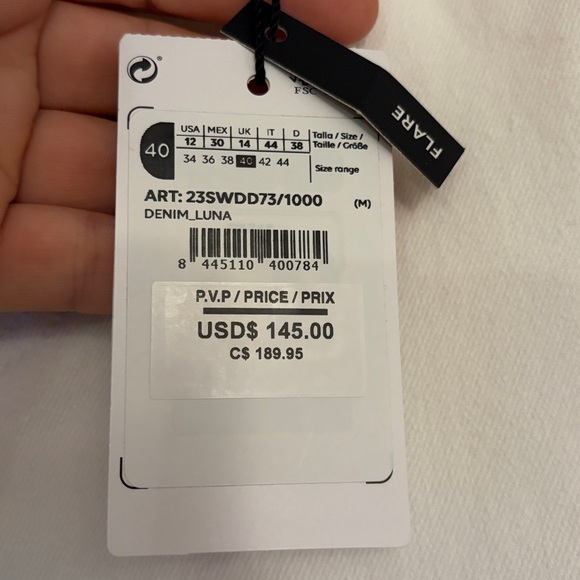 FSC
FLARE
40
USA MEX UK IT D Talla / Size /
12 30 14 44 38 Taille / Größe
34 36 38 40 42 44 Size range
ART: 23SWDD73/1000 (M)
DENIM_LUNA
8 445110 400784
P.V.P / PRICE / PRIX
USD$ 145.00
C$ 189.95